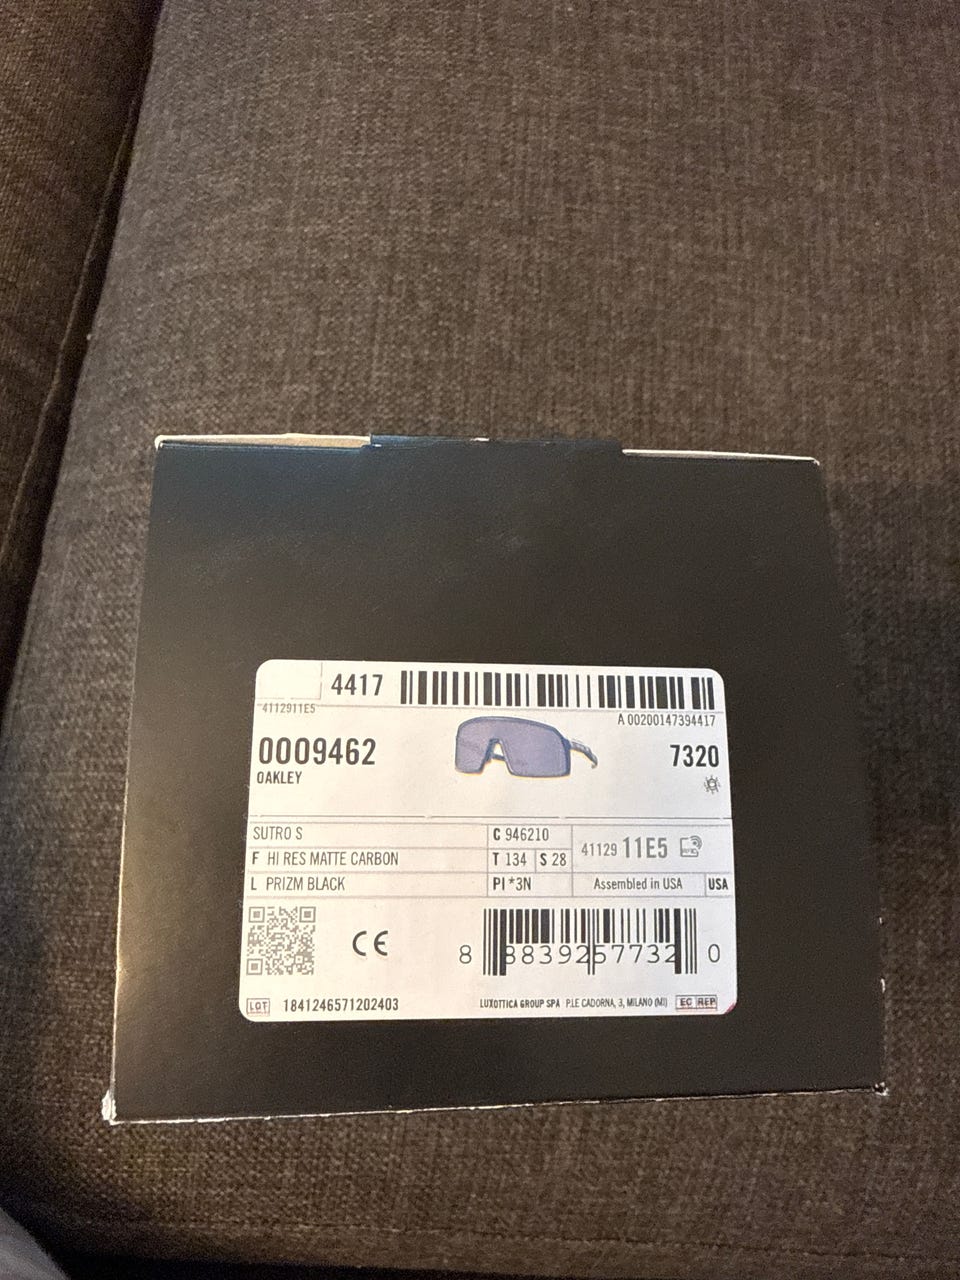 4417
4112911E5
A 00200147394417
0009462
7320
OAKLEY
SUTRO S
C 946210
41129 11E5
F HI RES MATTE CARBON
T 134 S 28
L PRIZM BLACK
PI *3N
Assembled in USA
USA
CE
8 88392 57732 0
LOT 1841246571202403
LUXOTTICA GROUP SPA P.LE CADORNA, 3, MILANO (MI) EC REP